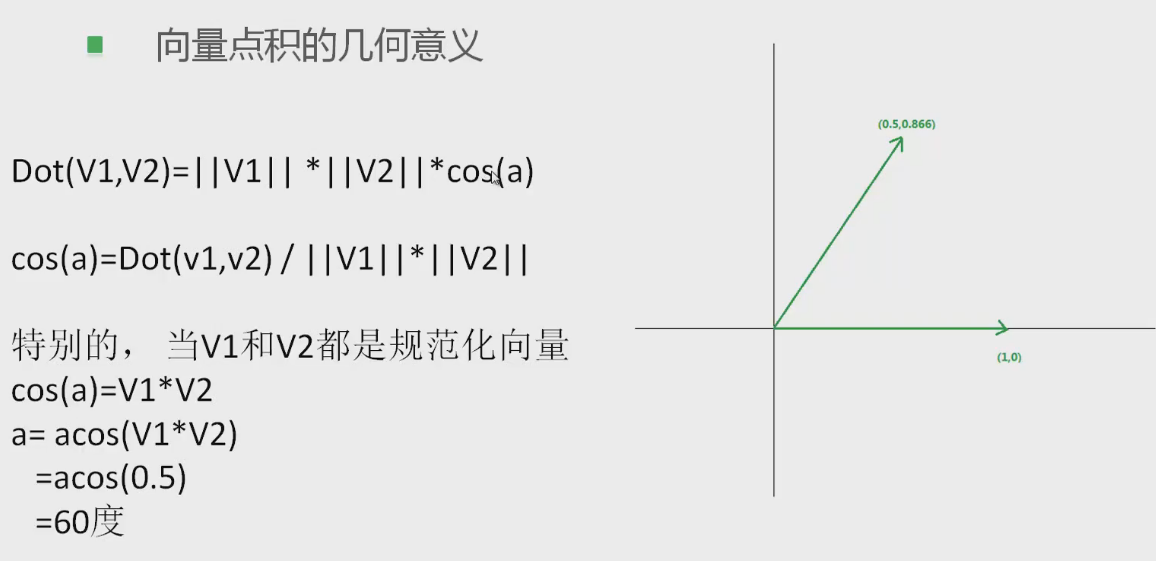 向量点积的几何意义
Dot(V1,V2)=||V1|| *||V2||*cos(a)
cos(a)=Dot(v1,v2) / ||V1||*||V2||
特别的， 当V1和V2都是规范化向量
cos(a)=V1*V2
a= acos(V1*V2)
=acos(0.5)
=60度
(0.5,0.866)
(1,0)